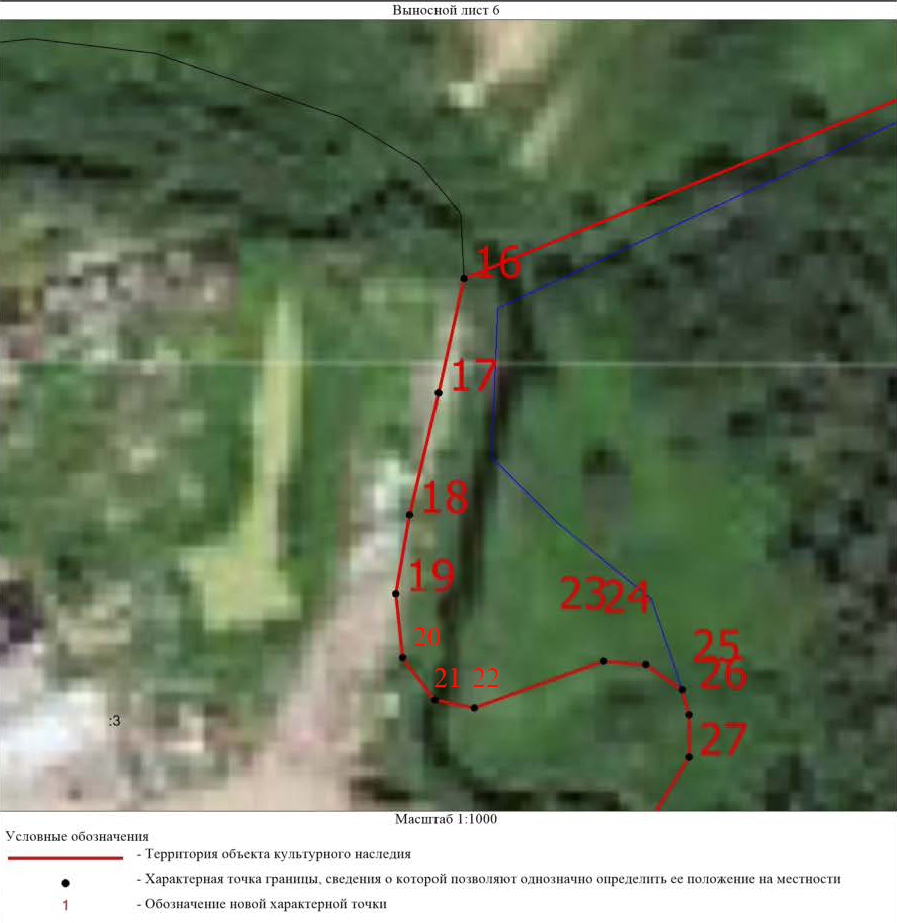 Выносной лист 6
16
17
18
19
2324
20
25
26
21 22
:3
27
Масштаб 1:1000
Условные обозначения
- Территория объекта культурного наследия
- Характерная точка границы, сведения о которой позволяют однозначно определить ее положение на местности
1 - Обозначение новой характерной точки